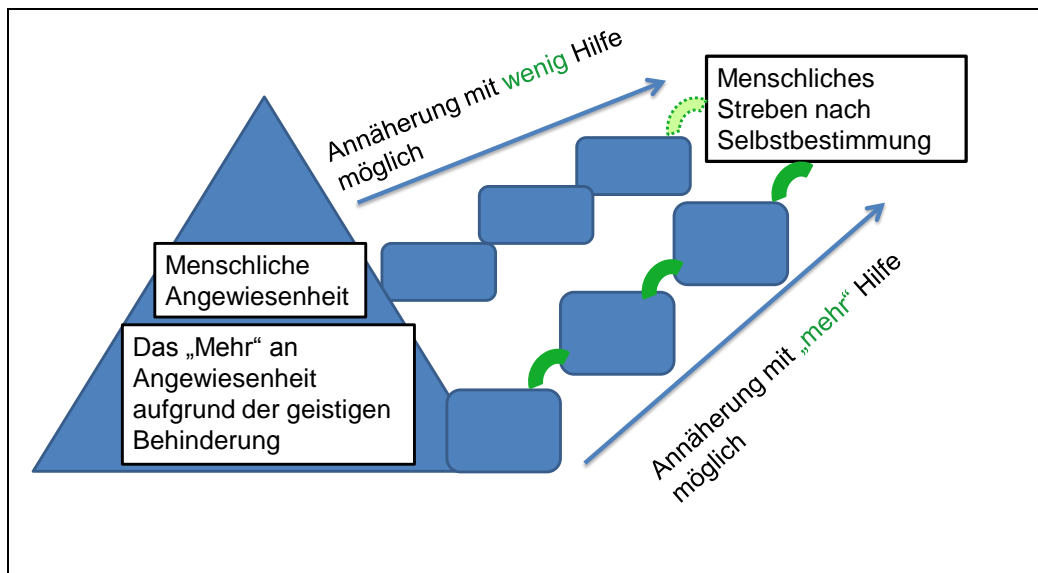 Annäherung mit wenig Hilfe
möglich
Menschliches
Streben nach
Selbstbestimmung
Menschliche
Angewiesenheit
Das „Mehr“ an
Angewiesenheit
aufgrund der geistigen
Behinderung
Annäherung mit „mehr“ Hilfe
möglich